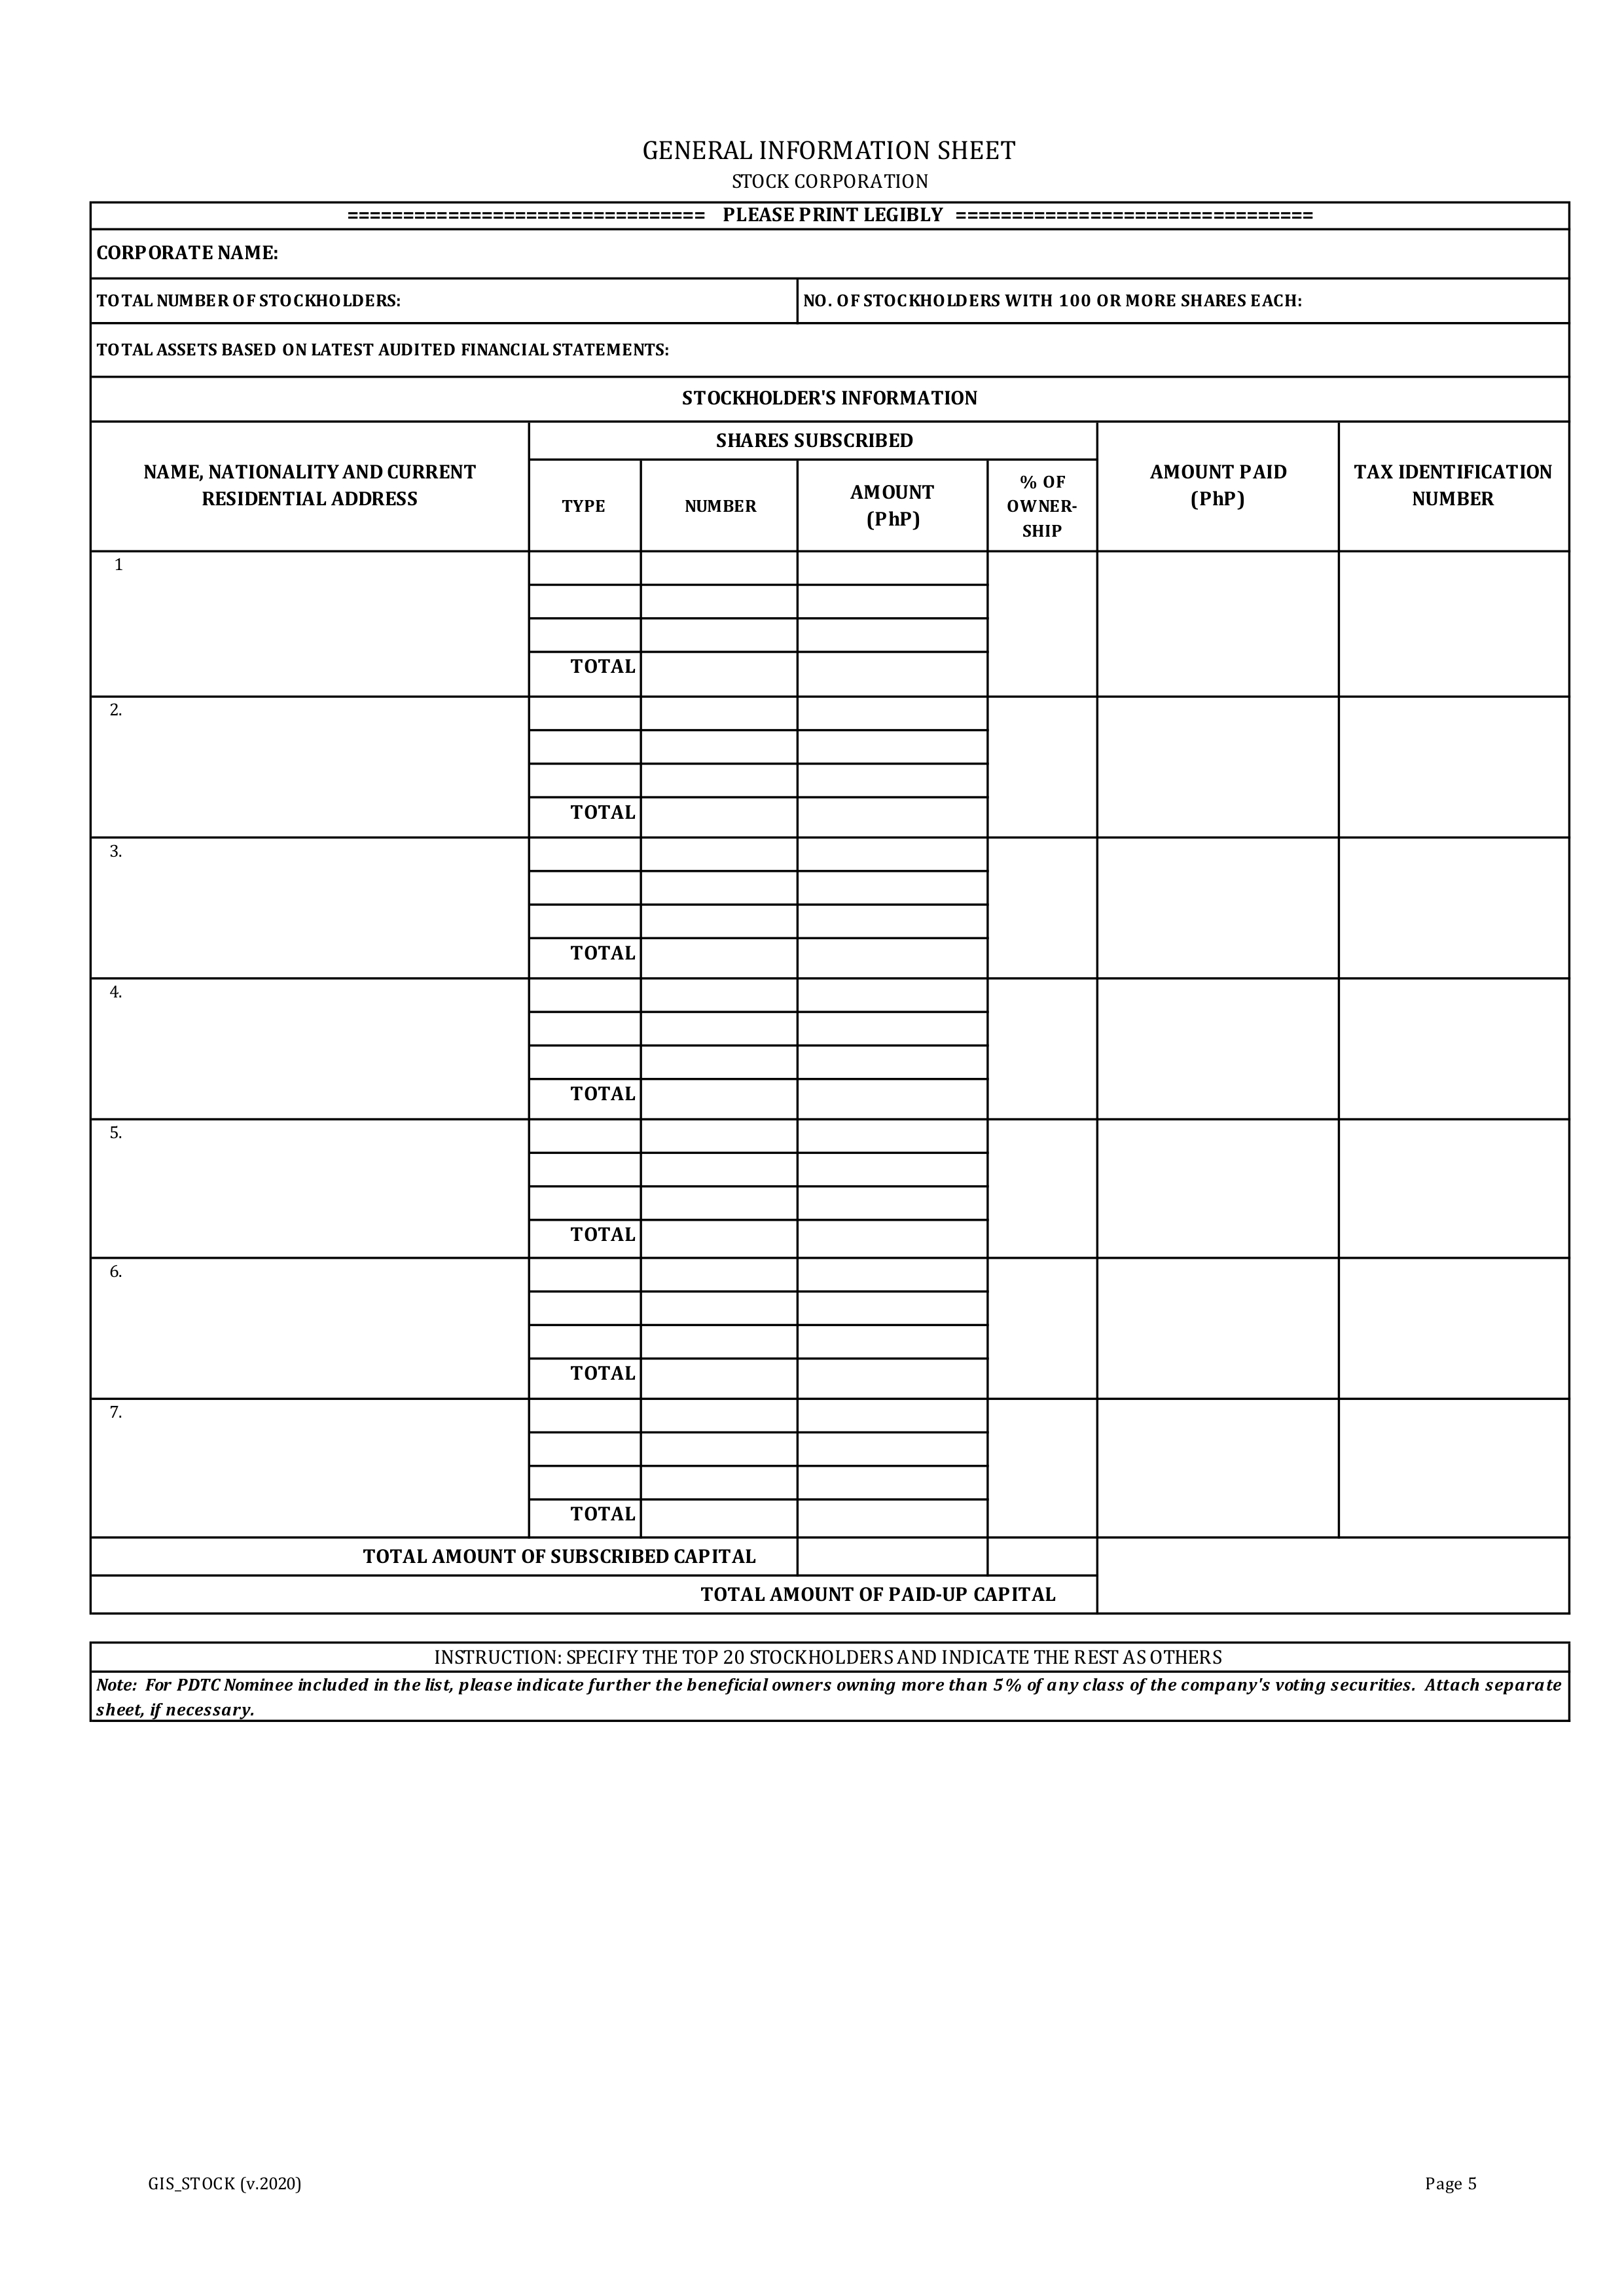 GENERAL INFORMATION SHEET
STOCK CORPORATION
================================ PLEASE PRINT LEGIBLY ================================
CORPORATE NAME:
TOTAL NUMBER OF STOCKHOLDERS:
NO. OF STOCKHOLDERS WITH 100 OR MORE SHARES EACH:
TOTAL ASSETS BASED ON LATEST AUDITED FINANCIAL STATEMENTS:
STOCKHOLDER'S INFORMATION
NAME, NATIONALITY AND CURRENT
RESIDENTIAL ADDRESS
SHARES SUBSCRIBED
TYPE
NUMBER
AMOUNT
(PhP)
% OF
OWNER-
SHIP
AMOUNT PAID
(PhP)
TAX IDENTIFICATION
NUMBER
1
TOTAL
2.
TOTAL
3.
TOTAL
4.
TOTAL
5.
TOTAL
6.
TOTAL
7.
TOTAL
TOTAL AMOUNT OF SUBSCRIBED CAPITAL
TOTAL AMOUNT OF PAID-UP CAPITAL
INSTRUCTION: SPECIFY THE TOP 20 STOCKHOLDERS AND INDICATE THE REST AS OTHERS
Note: For PDTC Nominee included in the list, please indicate further the beneficial owners owning more than 5% of any class of the company's voting securities. Attach separate
sheet, if necessary.
GIS_STOCK (v.2020)
Page 5